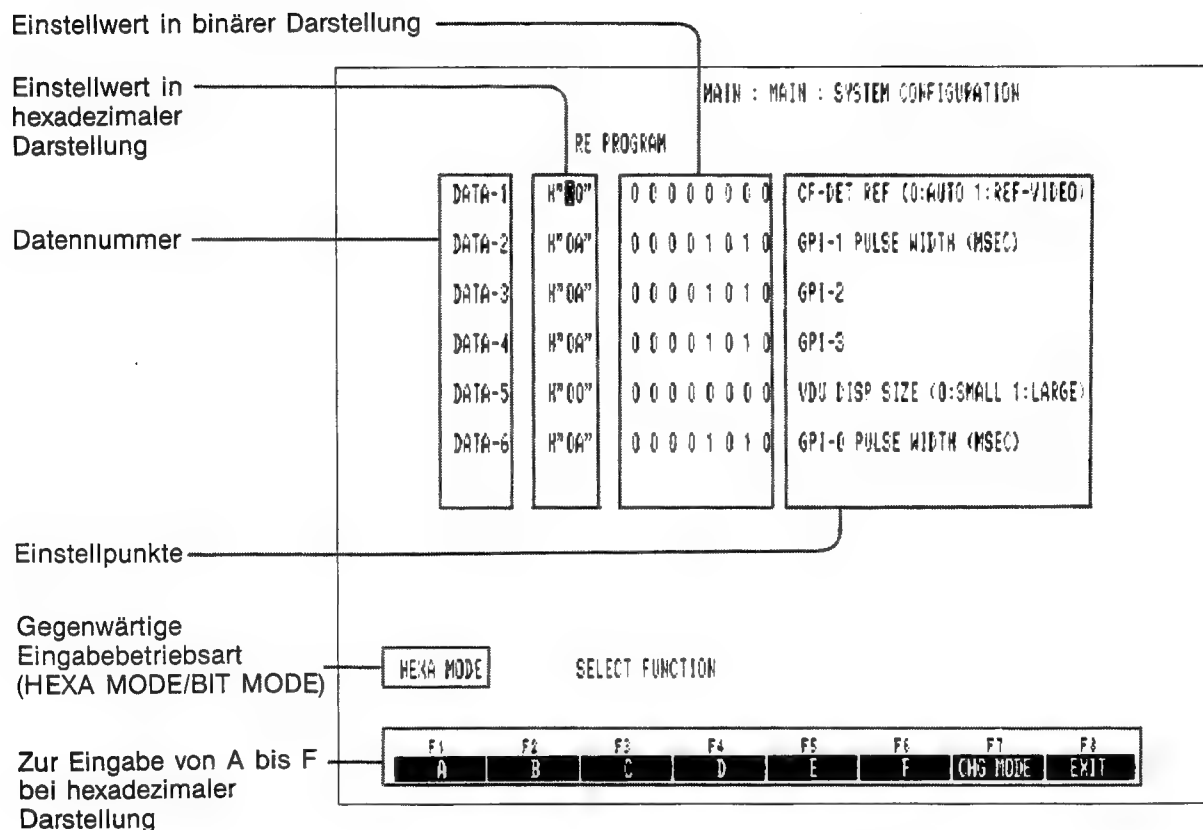 Einstellwert in binärer Darstellung
Einstellwert in
hexadezimaler
Darstellung
MAIN : MAIN : SYSTEM CONFIGURATION
RE PROGRAM
DATA-1 H"00" 0 0 0 0 0 0 0 0 CF-DET REF (0:AUTO 1:REF-VIDEO)
Datennummer
DATA-2 H"0A" 0 0 0 0 1 0 1 0 GPI-1 PULSE WIDTH (MSEC)
DATA-3 H"0A" 0 0 0 0 1 0 1 0 GPI-2
DATA-4 H"0A" 0 0 0 0 1 0 1 0 GPI-3
DATA-5 H"00" 0 0 0 0 0 0 0 0 VDU DISP SIZE (0:SMALL 1:LARGE)
DATA-6 H"0A" 0 0 0 0 1 0 1 0 GPI-0 PULSE WIDTH (MSEC)
Einstellpunkte
Gegenwärtige
Eingabebetriebsart
(HEXA MODE/BIT MODE)
HEXA MODE SELECT FUNCTION
F1 F2 F3 F4 F5 F6 F7 F8
A B C D E F CHG MODE EXIT
Zur Eingabe von A bis F
bei hexadezimaler
Darstellung